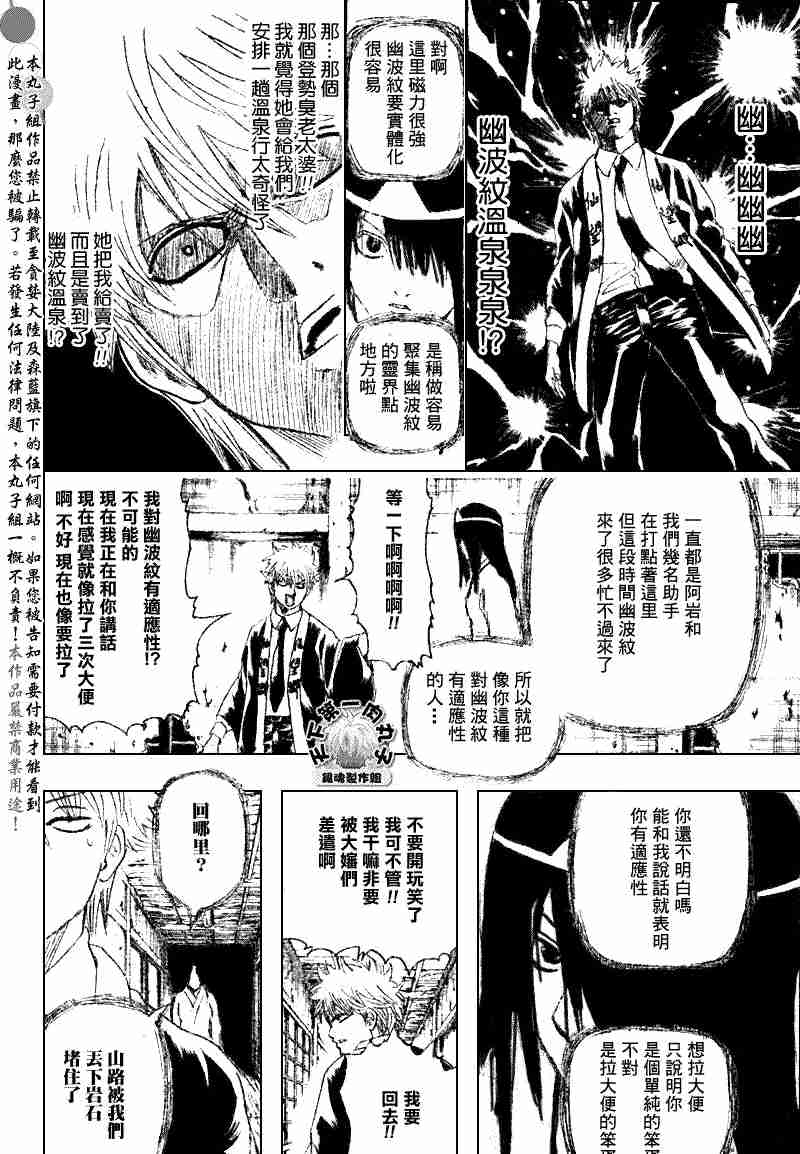 幽…幽幽幽
幽波紋溫泉泉泉!?
對啊
這里磁力很強
幽波紋要實體化
很容易
是稱做容易
聚集幽波紋
的靈界點
地方啦
那…那個
那個登勢臭老太婆!!
我就覺得她會給我們
安排一趟溫泉行太奇怪了
她把我給賣了!!
而且是賣到了
幽波紋溫泉!?
一直都是阿岩和
我們幾名助手
在打點著這里
但這段時間幽波紋
來了很多忙不過來了
所以就把
像你這種
對幽波紋
有適應性
的人…
等一下啊啊啊啊!!
我對幽波紋有適應性!?
不可能的
現在我正在和你講話
現在感覺就像拉了三次大便
啊 不好 現在也像要拉了
天下第一肉丸子
銀魂製作組
你還不明白嗎
能和我說話就表明
你有適應性
想拉大便
只說明你
是個單純的笨蛋
不對
是拉大便的笨蛋
不要開玩笑了
我可不管!!
我干嘛非要
被大嬸們
差遣啊
我要
回去!!
回哪里?
山路被我們
丟下岩石
堵住了
本丸子組作品禁止轉載至貪婪大陸及森藍旗下的任何網站。如果您被告知需要付款才能看到
此漫畫，那麼您被騙了。若發生任何法律問題，本丸子組一概不負責！本作品嚴禁商業用途！